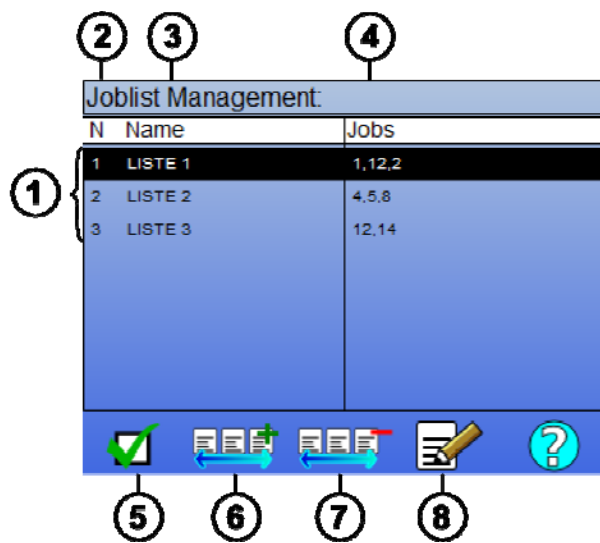 2 3 4
Joblist Management:
N Name Jobs
1 LISTE 1 1,12,2
1
2 LISTE 2 4,5,8
3 LISTE 3 12,14
?
5 6 7 8